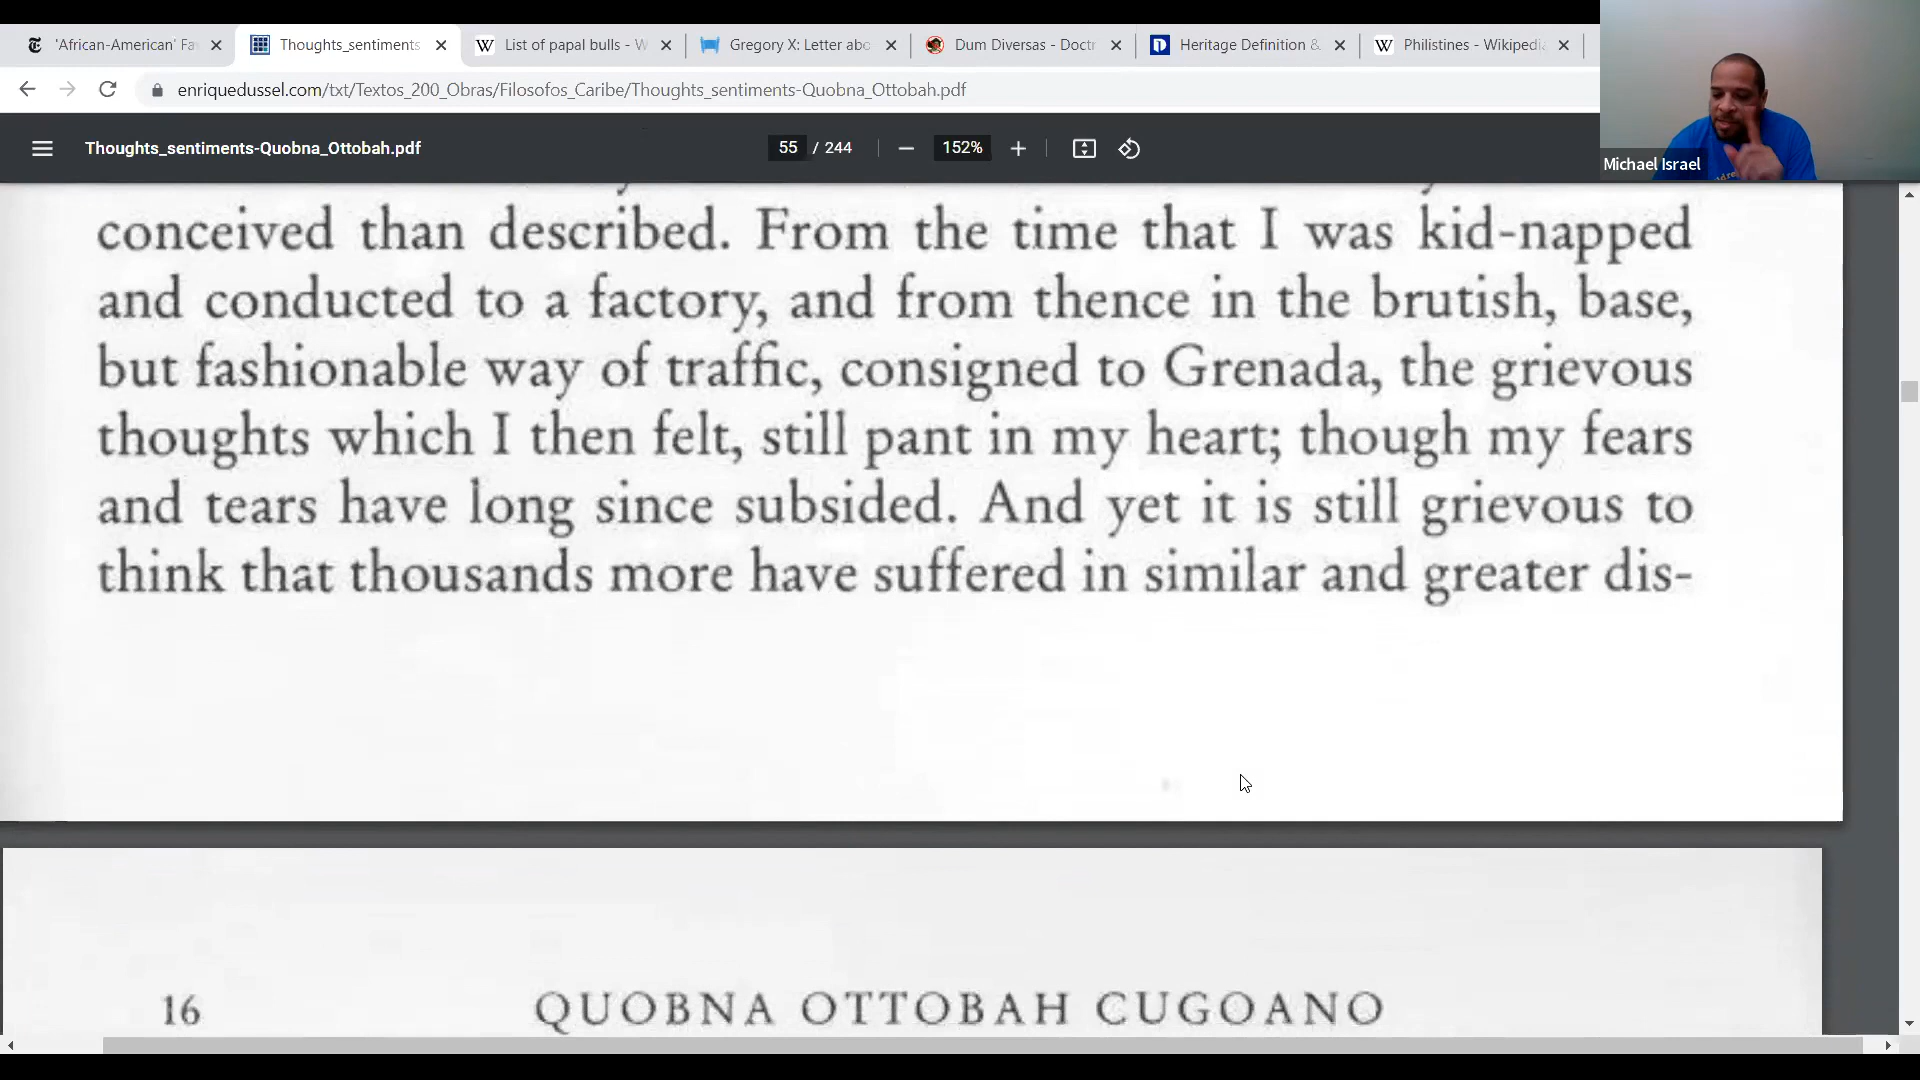 'African-American' Fa
Thoughts_sentiments
List of papal bulls - W
Gregory X: Letter abo
Dum Diversas - Doctr
Heritage Definition &
Philistines - Wikipedi
enriquedussel.com/txt/Textos_200_Obras/Filosofos_Caribe/Thoughts_sentiments-Quobna_Ottobah.pdf
Thoughts_sentiments-Quobna_Ottobah.pdf
55 / 244
152%
Michael Israel
conceived than described. From the time that I was kid-napped
and conducted to a factory, and from thence in the brutish, base,
but fashionable way of traffic, consigned to Grenada, the grievous
thoughts which I then felt, still pant in my heart; though my fears
and tears have long since subsided. And yet it is still grievous to
think that thousands more have suffered in similar and greater dis-
16 QUOBNA OTTOBAH CUGOANO